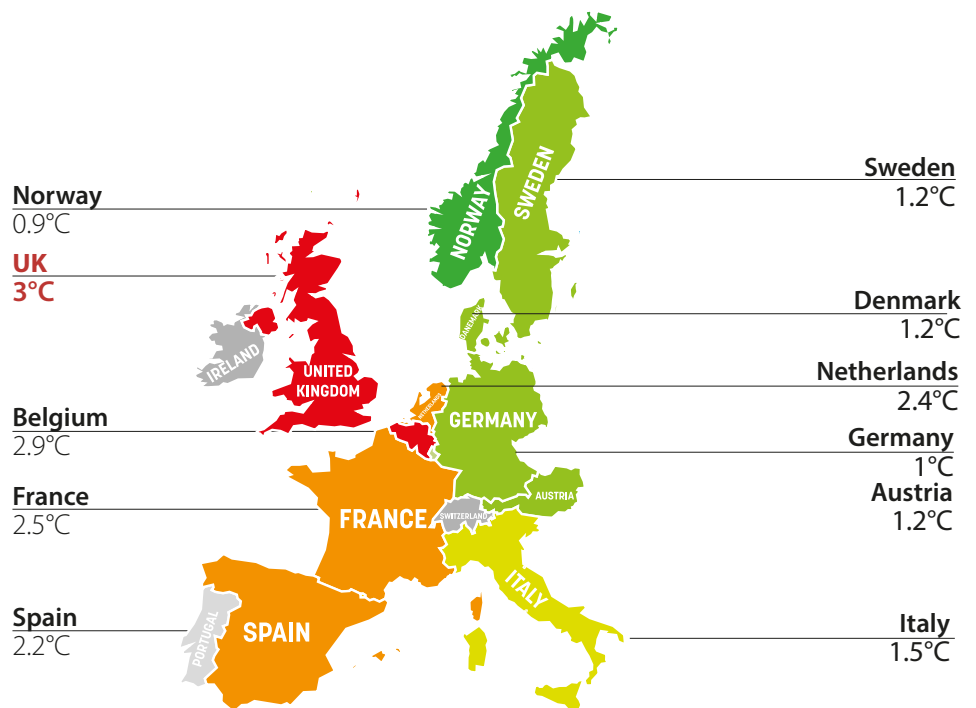 Norway
0.9°C
UK
3°C
Belgium
2.9°C
France
2.5°C
Spain
2.2°C
Sweden
1.2°C
Denmark
1.2°C
Netherlands
2.4°C
Germany
1°C
Austria
1.2°C
Italy
1.5°C
NORWAY
SWEDEN
DANEMARK
IRELAND
UNITED
KINGDOM
NETHERLANDS
GERMANY
AUSTRIA
SWITZERLAND
FRANCE
ITALY
PORTUGAL
SPAIN